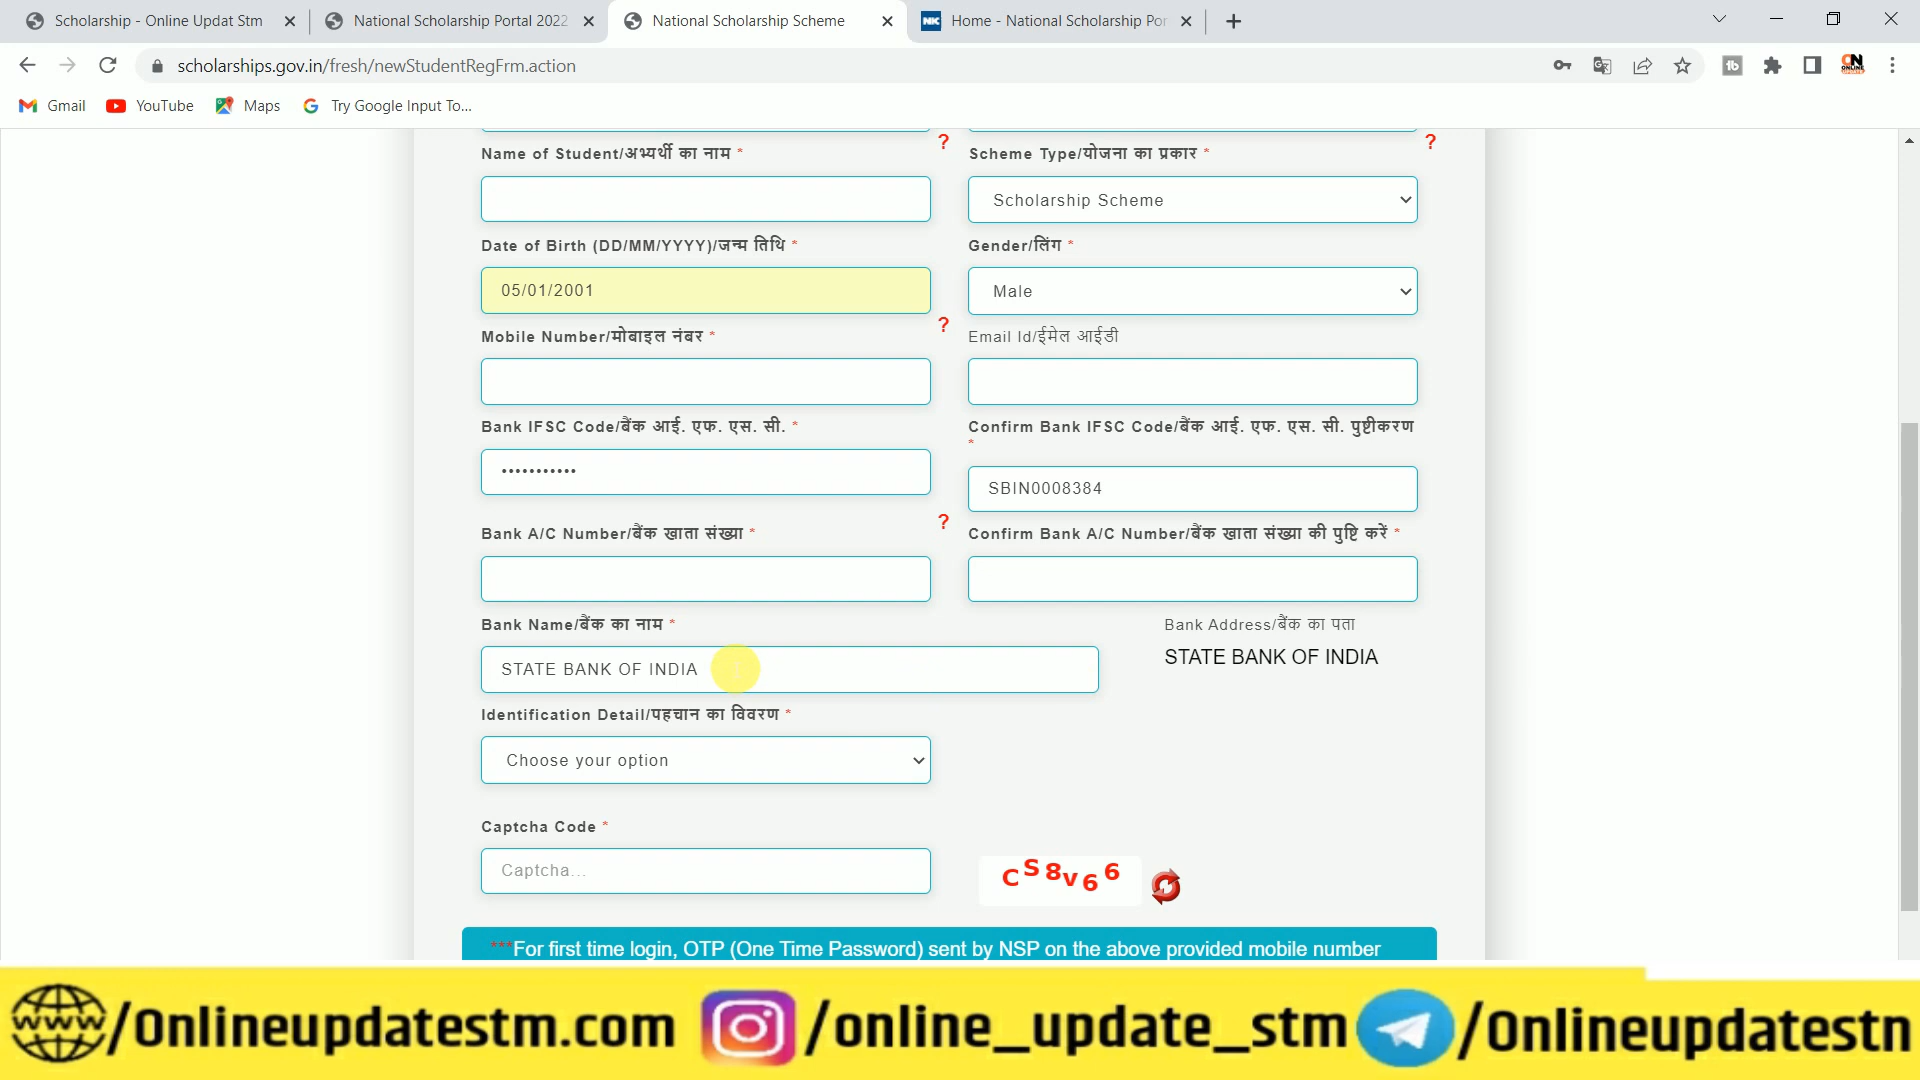 Scholarship - Online Updat Stm
National Scholarship Portal 2022
National Scholarship Scheme
NK Home - National Scholarship Por
scholarships.gov.in/fresh/newStudentRegFrm.action
Gmail YouTube Maps Try Google Input To...
Name of Student/अभ्यर्थी का नाम * ?
Scheme Type/योजना का प्रकार * ?
Scholarship Scheme
Date of Birth (DD/MM/YYYY)/जन्म तिथि *
Gender/लिंग *
05/01/2001
Male
Mobile Number/मोबाइल नंबर * ?
Email Id/ईमेल आईडी
Bank IFSC Code/बैंक आई. एफ. एस. सी. *
Confirm Bank IFSC Code/बैंक आई. एफ. एस. सी. पुष्टीकरण
*
•••••••••••
SBIN0008384
Bank A/C Number/बैंक खाता संख्या * ?
Confirm Bank A/C Number/बैंक खाता संख्या की पुष्टि करें *
Bank Name/बैंक का नाम *
Bank Address/बैंक का पता
STATE BANK OF INDIA
STATE BANK OF INDIA
Identification Detail/पहचान का विवरण *
Choose your option
Captcha Code *
Captcha...
CS8v66
***For first time login, OTP (One Time Password) sent by NSP on the above provided mobile number
www/Onlineupdatestm.com
/online_update_stm
/Onlineupdatestn